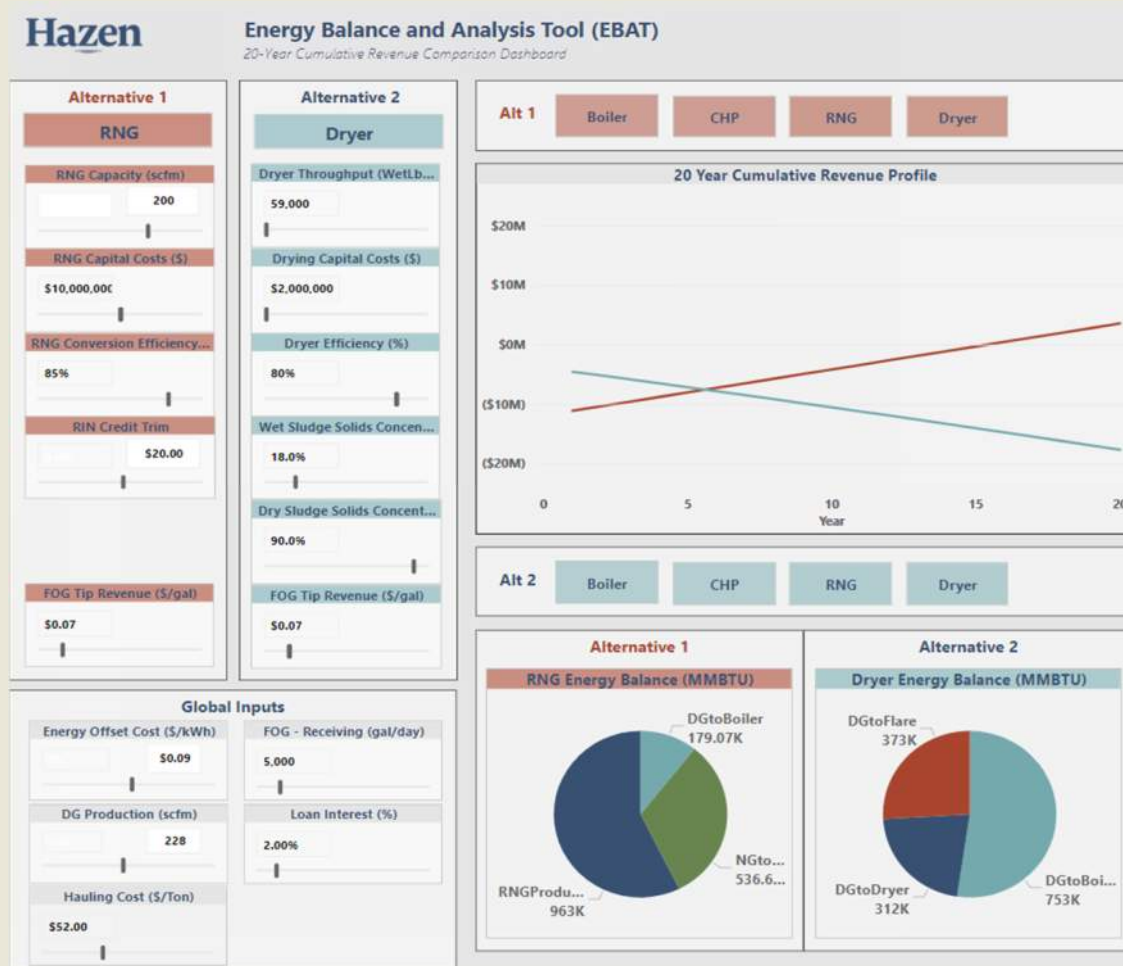 Hazen
Energy Balance and Analysis Tool (EBAT)
20-Year Cumulative Revenue Comparison Dashboard
Alternative 1
RNG
RNG Capacity (scfm)
200
RNG Capital Costs ($)
$10,000,000
RNG Conversion Efficiency...
85%
RIN Credit Trim
$20.00
FOG Tip Revenue ($/gal)
$0.07
Alternative 2
Dryer
Dryer Throughput (WetLb...
59,000
Drying Capital Costs ($)
$2,000,000
Dryer Efficiency (%)
80%
Wet Sludge Solids Concen...
18.0%
Dry Sludge Solids Concent...
90.0%
FOG Tip Revenue ($/gal)
$0.07
Global Inputs
Energy Offset Cost ($/kWh)
$0.09
DG Production (scfm)
228
Hauling Cost ($/Ton)
$52.00
FOG - Receiving (gal/day)
5,000
Loan Interest (%)
2.00%
Alt 1 Boiler CHP RNG Dryer
20 Year Cumulative Revenue Profile
$20M
$10M
$0M
($10M)
($20M)
0 5 10 15 20
Year
Alt 2 Boiler CHP RNG Dryer
Alternative 1
RNG Energy Balance (MMBTU)
DGtoBoiler
179.07K
NGto...
536.6...
RNGProdu...
963K
Alternative 2
Dryer Energy Balance (MMBTU)
DGtoFlare
373K
DGtoDryer
312K
DGtoBoi...
753K